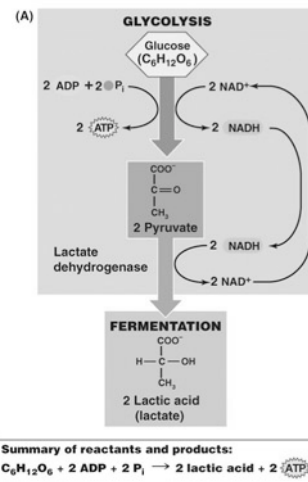 (A)
GLYCOLYSIS
Glucose
(C₆H₁₂O₆)
2 ADP + 2 Pᵢ
2 NAD⁺
2 ATP
2 NADH
COO⁻
C=O
CH₃
2 Pyruvate
Lactate
dehydrogenase
2 NADH
2 NAD⁺
FERMENTATION
COO⁻
H—C—OH
CH₃
2 Lactic acid
(lactate)
Summary of reactants and products:
C₆H₁₂O₆ + 2 ADP + 2 Pᵢ → 2 lactic acid + 2 ATP